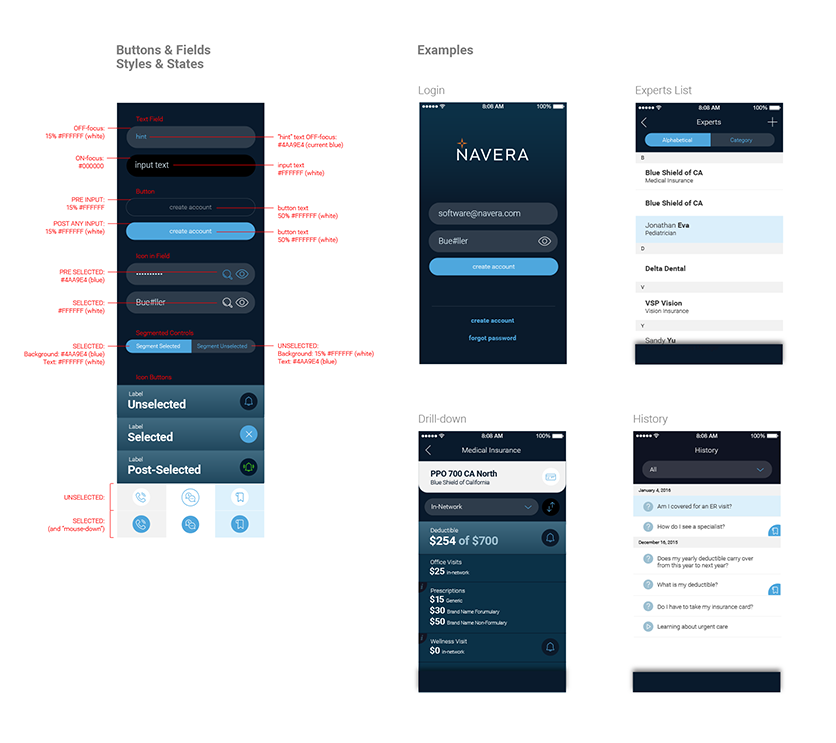 Buttons & Fields
Styles & States
Text Field
OFF-focus:
15% #FFFFFF (white)
hint
"hint" text OFF-focus:
#4AA9E4 (current blue)
ON-focus:
#000000
input text
input text
#FFFFFF (white)
Button
PRE INPUT:
15% #FFFFFF
create account
button text
50% #FFFFFF (white)
POST ANY INPUT:
15% #FFFFFF (white)
create account
button text
50% #FFFFFF (white)
Icon in-Field
PRE SELECTED:
#4AA9E4 (blue)
••••••••••
SELECTED:
#FFFFFF (white)
Bue#ller
Segmented Controls
SELECTED:
Background: #4AA9E4 (blue)
Text: #FFFFFF (white)
Segment Selected
Segment Unselected
UNSELECTED:
Background: 15% #FFFFFF (white)
Text: #4AA9E4 (blue)
Icon Buttons
Label
Unselected
Label
Selected
Label
Post-Selected
UNSELECTED:
SELECTED:
(and "mouse-down")
Examples
Login
8:08 AM
100%
NAVERA
software@navera.com
Bue#ller
create account
create account
forgot password
Experts List
8:08 AM
100%
Experts
Alphabetical
Category
B
Blue Shield of CA
Medical Insurance
Blue Shield of CA
Jonathan Eva
Pediatrician
D
Delta Dental
V
VSP Vision
Vision Insurance
Y
Sandy Yu
Drill-down
8:08 AM
100%
Medical Insurance
PPO 700 CA North
Blue Shield of California
In-Network
Deductible
$254 of $700
Office Visits
$25 in-network
i
Prescriptions
$15 Generic
$30 Brand Name Forumulary
$50 Brand Name Non-Formulary
i
Wellness Visit
$0 in-network
History
8:08 AM
100%
History
All
January 4, 2016
? Am I covered for an ER visit?
? How do I see a specialist?
December 16, 2015
? Does my yearly deductible carry over
from this year to next year?
? What is my deductible?
? Do I have to take my insurance card?
Learning about urgent care